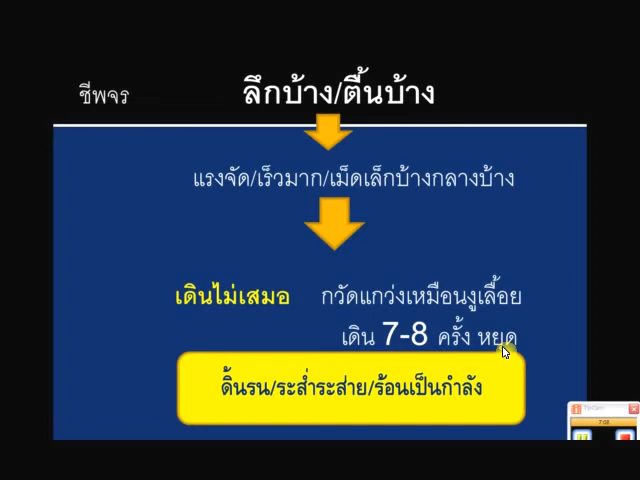 ชีพจร ลึกบ้าง/ตื้นบ้าง
แรงจัด/เร็วมาก/เม็ดเล็กบ้างกลางบ้าง
เดินไม่เสมอ กวัดแกว่งเหมือนงูเลื้อย
เดิน 7-8 ครั้ง หยุด
ดิ้นรน/ระส่ำระส่าย/ร้อนเป็นกำลัง